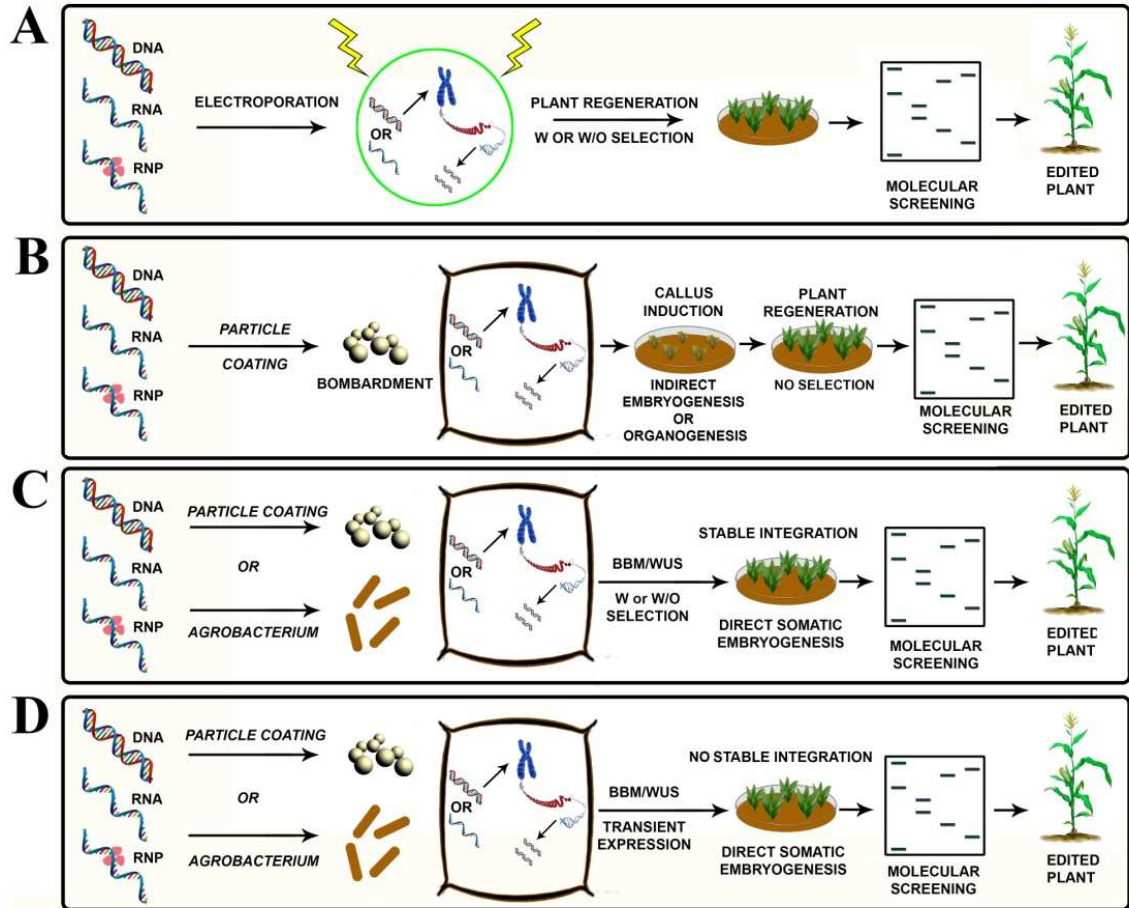 A
DNA
RNA
RNP
ELECTROPORATION
OR
PLANT REGENERATION
W OR W/O SELECTION
MOLECULAR
SCREENING
EDITED
PLANT
B
DNA
RNA
RNP
PARTICLE
COATING
BOMBARDMENT
OR
CALLUS
INDUCTION
INDIRECT
EMBRYOGENESIS
OR
ORGANOGENESIS
PLANT
REGENERATION
NO SELECTION
MOLECULAR
SCREENING
EDITED
PLANT
C
DNA
RNA
RNP
PARTICLE COATING
OR
AGROBACTERIUM
OR
BBM/WUS
W or W/O
SELECTION
STABLE INTEGRATION
DIRECT SOMATIC
EMBRYOGENESIS
MOLECULAR
SCREENING
EDITED
PLANT
D
DNA
RNA
RNP
PARTICLE COATING
OR
AGROBACTERIUM
OR
BBM/WUS
TRANSIENT
EXPRESSION
NO STABLE INTEGRATION
DIRECT SOMATIC
EMBRYOGENESIS
MOLECULAR
SCREENING
EDITED
PLANT